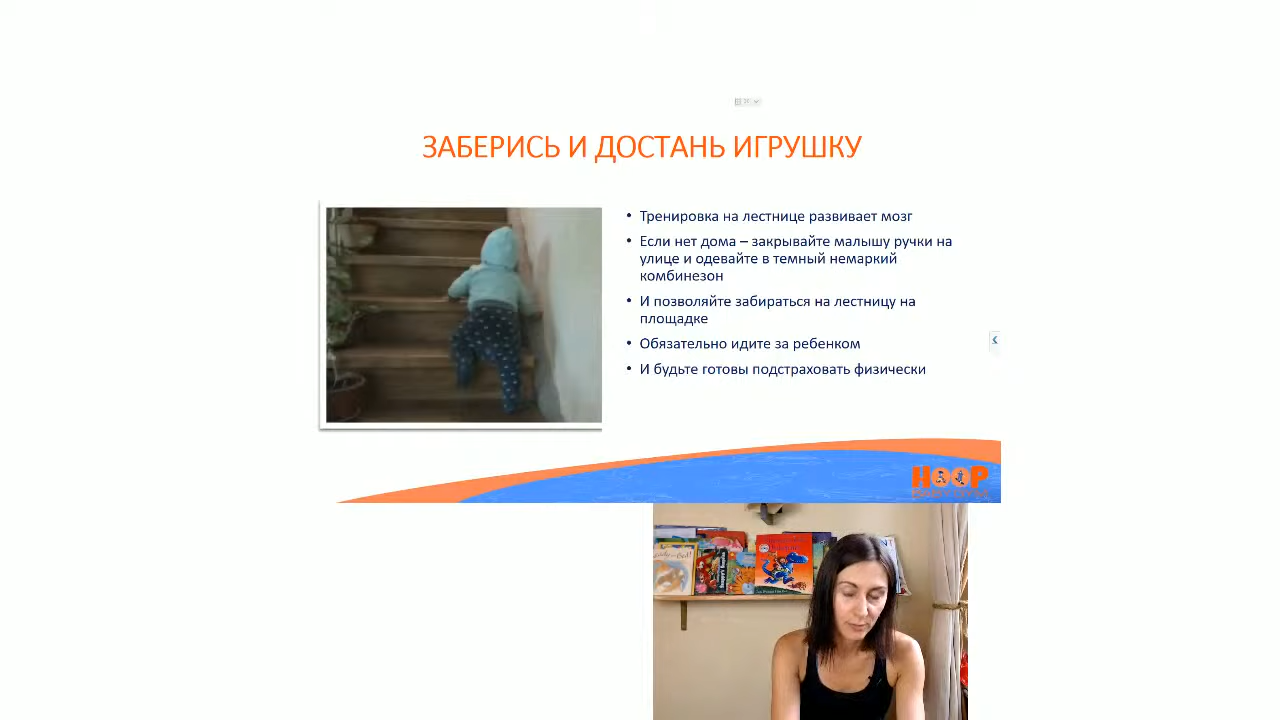 ЗАБЕРИСЬ И ДОСТАНЬ ИГРУШКУ
• Тренировка на лестнице развивает мозг
• Если нет дома – закрывайте малышу ручки на
улице и одевайте в темный немаркий
комбинезон
• И позволяйте забираться на лестницу на
площадке
• Обязательно идите за ребенком
• И будьте готовы подстраховать физически
HOOP